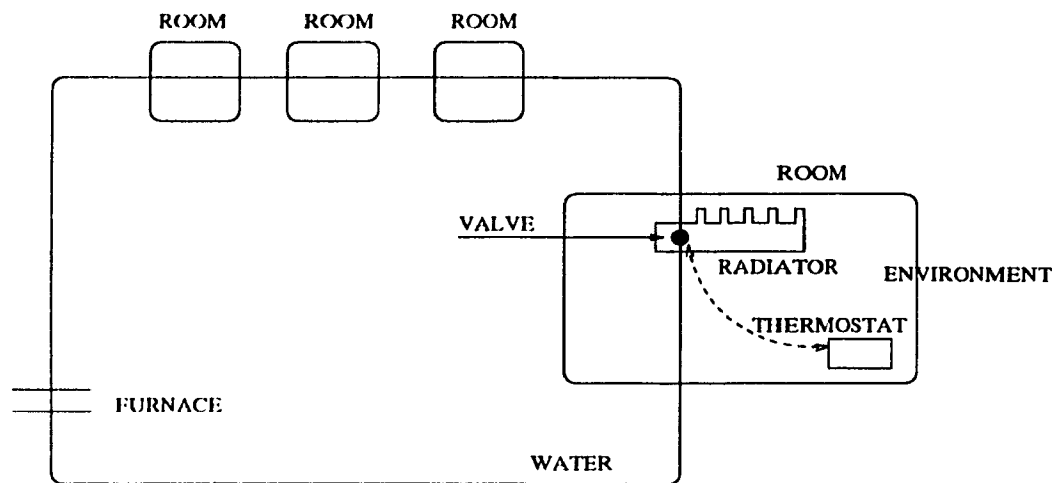 ROOM ROOM ROOM
ROOM
VALVE
RADIATOR
ENVIRONMENT
THERMOSTAT
FURNACE
WATER